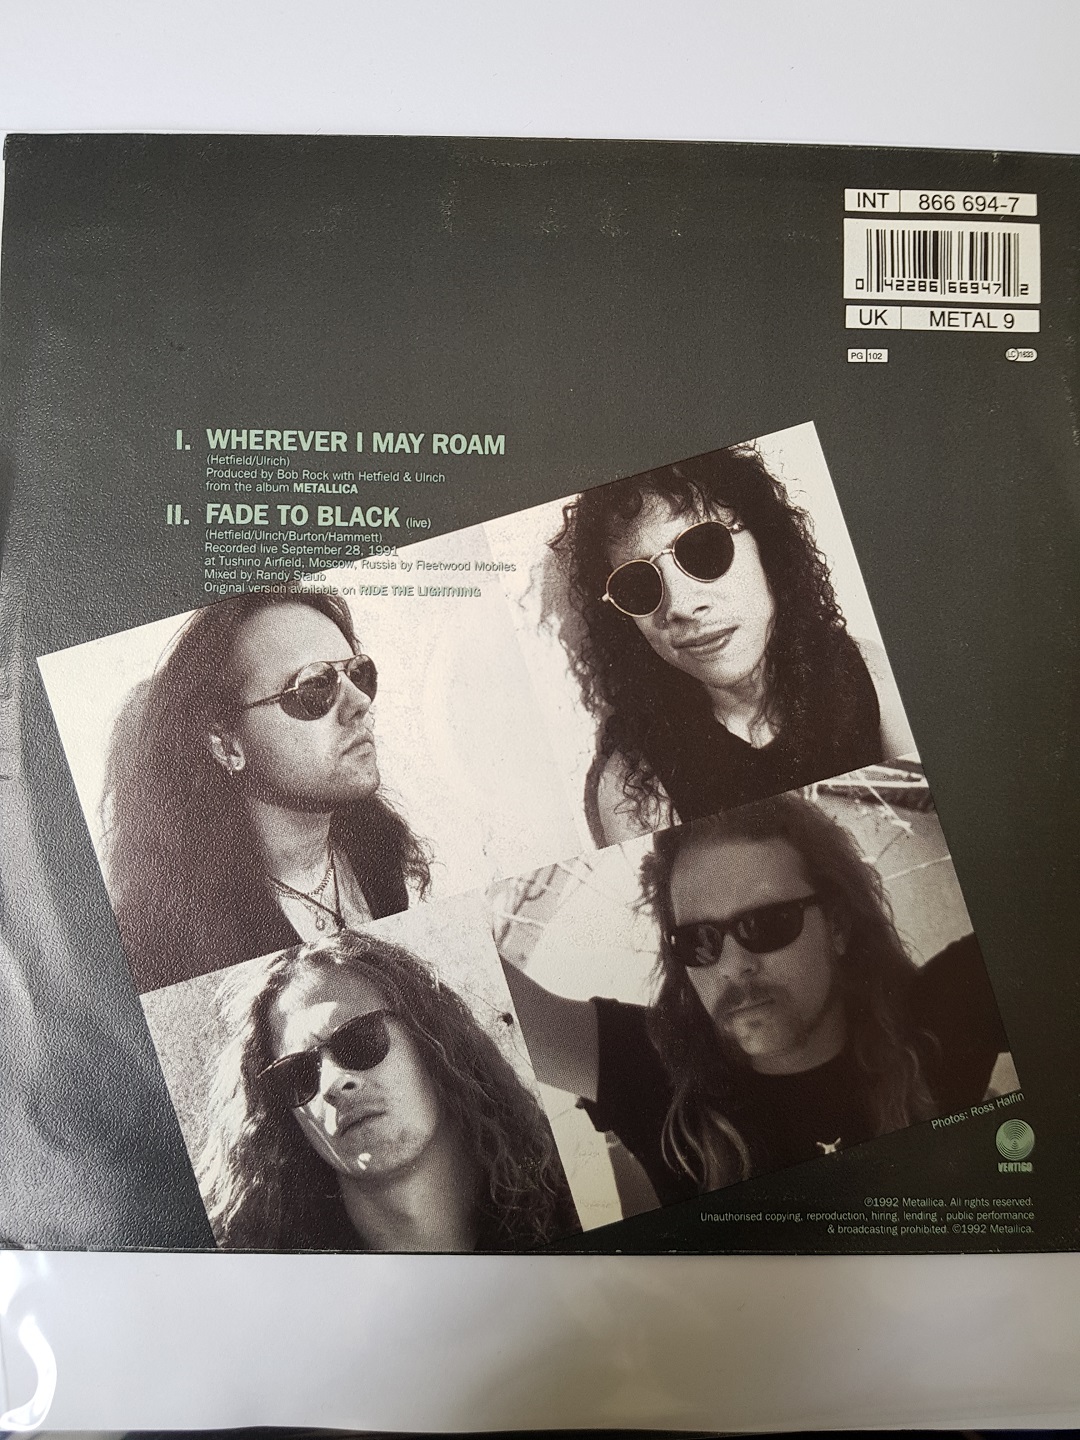 INT 866 694-7
0 42286 66947 2
UK METAL 9
PG 102
LC 1633
I. WHEREVER I MAY ROAM
(Hetfield/Ulrich)
Produced by Bob Rock with Hetfield & Ulrich
from the album METALLICA
II. FADE TO BLACK (live)
(Hetfield/Ulrich/Burton/Hammett)
Recorded live September 28, 1991
at Tushino Airfield, Moscow, Russia by Fleetwood Mobiles
Mixed by Randy Staub
Original version available on RIDE THE LIGHTNING
Photos: Ross Halfin
VERTIGO
℗1992 Metallica. All rights reserved.
Unauthorised copying, reproduction, hiring, lending , public performance
& broadcasting prohibited. ©1992 Metallica.